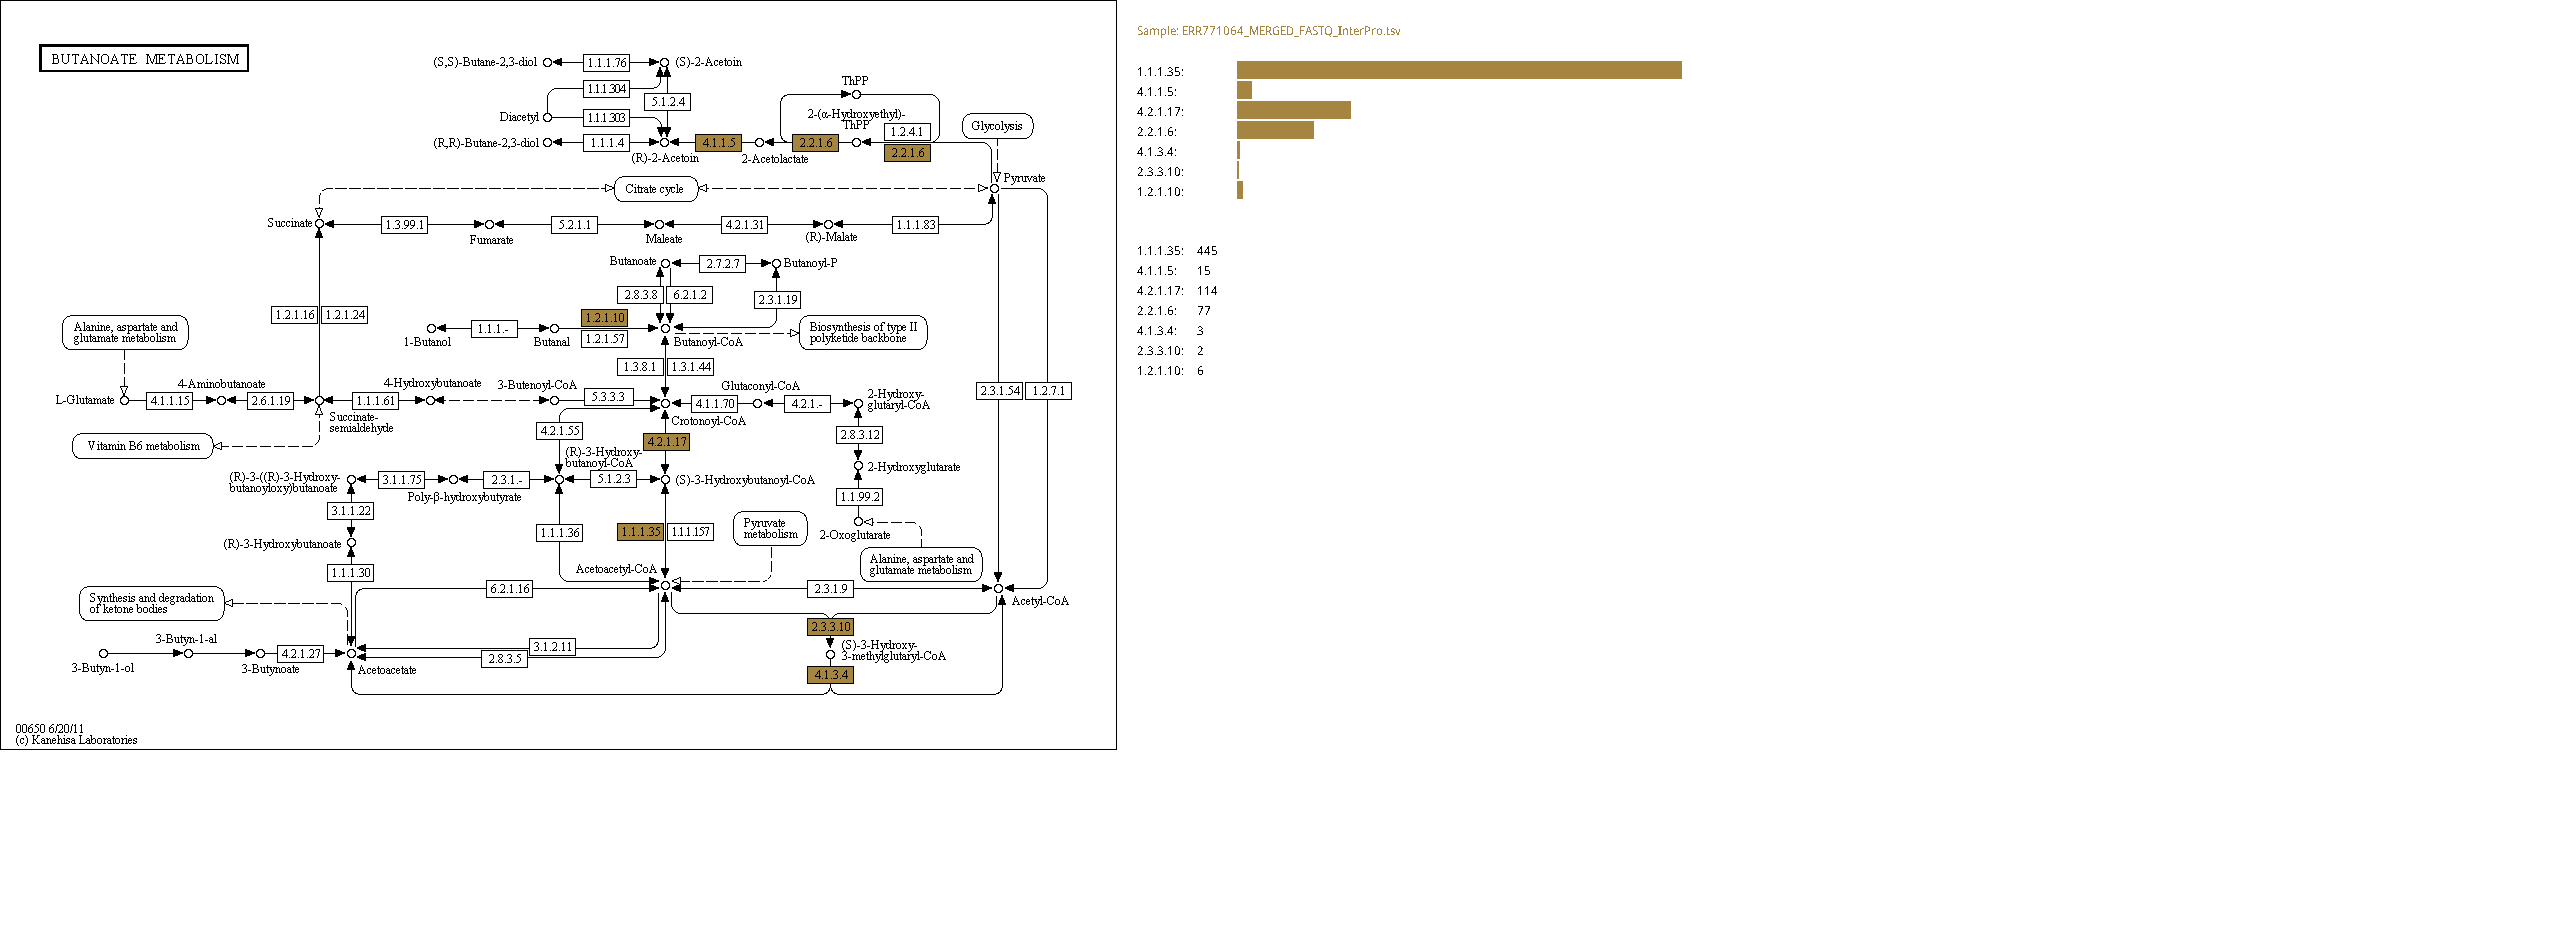 BUTANOATE METABOLISM
(S,S)-Butane-2,3-diol
1.1.1.76
(S)-2-Acetoin
1.1.1.304
5.1.2.4
Diacetyl
1.1.1.303
(R,R)-Butane-2,3-diol
1.1.1.4
(R)-2-Acetoin
4.1.1.5
2-Acetolactate
2.2.1.6
ThPP
2-(α-Hydroxyethyl)-
ThPP
1.2.4.1
2.2.1.6
Glycolysis
Pyruvate
Citrate cycle
Succinate
1.3.99.1
Fumarate
5.2.1.1
Maleate
4.2.1.31
(R)-Malate
1.1.1.83
Butanoate
2.7.2.7
Butanoyl-P
2.8.3.8
6.2.1.2
2.3.1.19
1.2.1.16
1.2.1.24
1.2.1.10
1.1.1.-
1.2.1.57
1-Butanol
Butanal
Butanoyl-CoA
Biosynthesis of type II
polyketide backbone
Alanine, aspartate and
glutamate metabolism
1.3.8.1
1.3.1.44
4-Aminobutanoate
4-Hydroxybutanoate
3-Butenoyl-CoA
Glutaconyl-CoA
2-Hydroxy-
glutaryl-CoA
2.3.1.54
1.2.7.1
L-Glutamate
4.1.1.15
2.6.1.19
1.1.1.61
5.3.3.3
4.1.1.70
4.2.1.-
Succinate-
semialdehyde
Crotonoyl-CoA
4.2.1.55
4.2.1.17
2.8.3.12
Vitamin B6 metabolism
(R)-3-Hydroxy-
butanoyl-CoA
2-Hydroxyglutarate
(R)-3-((R)-3-Hydroxy-
butanoyloxy)butanoate
3.1.1.75
2.3.1.-
5.1.2.3
(S)-3-Hydroxybutanoyl-CoA
Poly-β-hydroxybutyrate
1.1.99.2
3.1.1.22
1.1.1.36
1.1.1.35
1.1.1.157
Pyruvate
metabolism
2-Oxoglutarate
(R)-3-Hydroxybutanoate
Alanine, aspartate and
glutamate metabolism
1.1.1.30
Acetoacetyl-CoA
6.2.1.16
2.3.1.9
Acetyl-CoA
Synthesis and degradation
of ketone bodies
2.3.3.10
3-Butyn-1-al
3.1.2.11
(S)-3-Hydroxy-
3-methylglutaryl-CoA
3-Butyn-1-ol
3-Butynoate
4.2.1.27
2.8.3.5
Acetoacetate
4.1.3.4
00650 6/20/11
(c) Kanehisa Laboratories
Sample: ERR771064_MERGED_FASTQ_InterPro.tsv
1.1.1.35:
4.1.1.5:
4.2.1.17:
2.2.1.6:
4.1.3.4:
2.3.3.10:
1.2.1.10:
1.1.1.35: 445
4.1.1.5: 15
4.2.1.17: 114
2.2.1.6: 77
4.1.3.4: 3
2.3.3.10: 2
1.2.1.10: 6